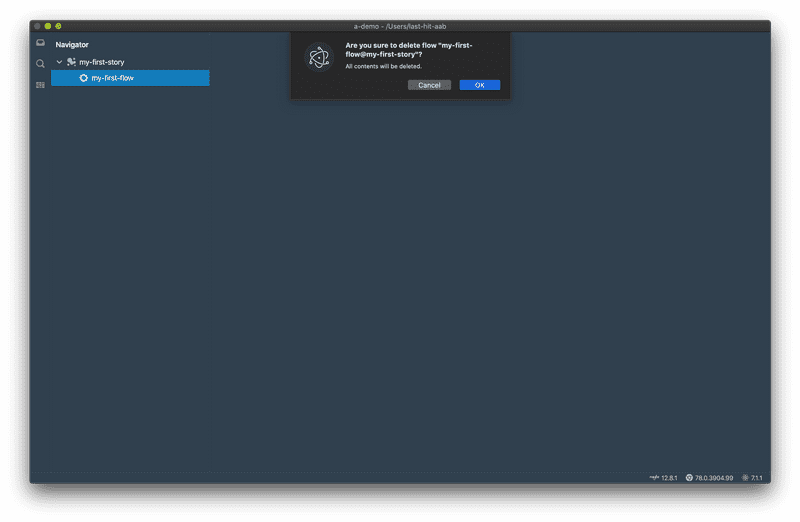 a-demo - /Users/last-hit-aab
Navigator
my-first-story
my-first-flow
Are you sure to delete flow "my-first-
flow@my-first-story"?
All contents will be deleted.
Cancel
OK
12.8.1
78.0.3904.99
7.1.1